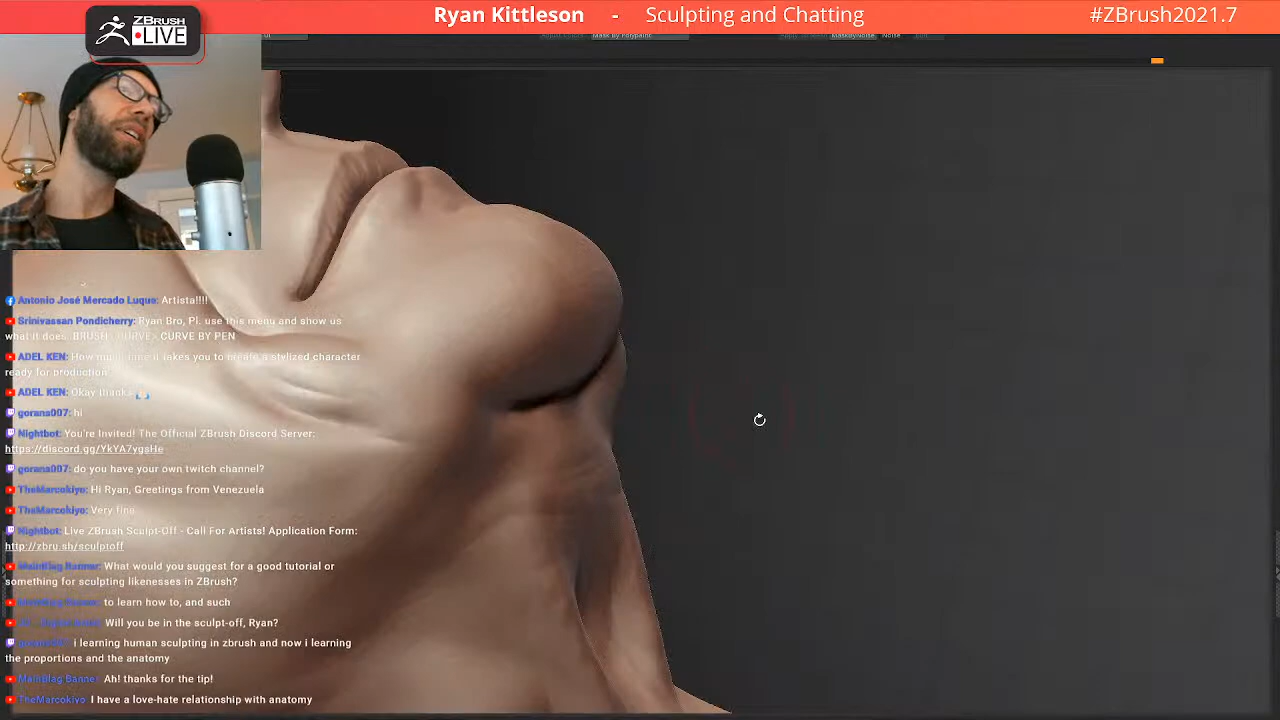 Ryan Kittleson - Sculpting and Chatting #ZBrush2021.7
ZBRUSH
LIVE
Mask By Polypaint
MaskByNoise Noise
Antonio José Mercado Luque: Artista!!!!
Srinivassan Pondicherry: Ryan Bro, Pl. use this menu and show us
what it does. BRUSH CURVE> CURVE BY PEN
ADEL KEN: How much time it takes you to create a stylized character
ready for production
ADEL KEN: Okay thanks
gorans007: hi
Nightbot: You're Invited! The Official ZBrush Discord Server:
https://discord.gg/YkYA7ygsHe
gorans007: do you have your own twitch channel?
TheMarcokiyo: Hi Ryan, Greetings from Venezuela
TheMarcokiyo: Very fine
Nightbot: Live ZBrush Sculpt-Off - Call For Artists! Application Form:
http://zbru.sh/sculptoff
What would you suggest for a good tutorial or
something for sculpting likenesses in ZBrush?
to learn how to, and such
Will you be in the sculpt-off, Ryan?
gorans007: i learning human sculpting in zbrush and now i learning
the proportions and the anatomy
Ah! thanks for the tip!
TheMarcokiyo: I have a love-hate relationship with anatomy